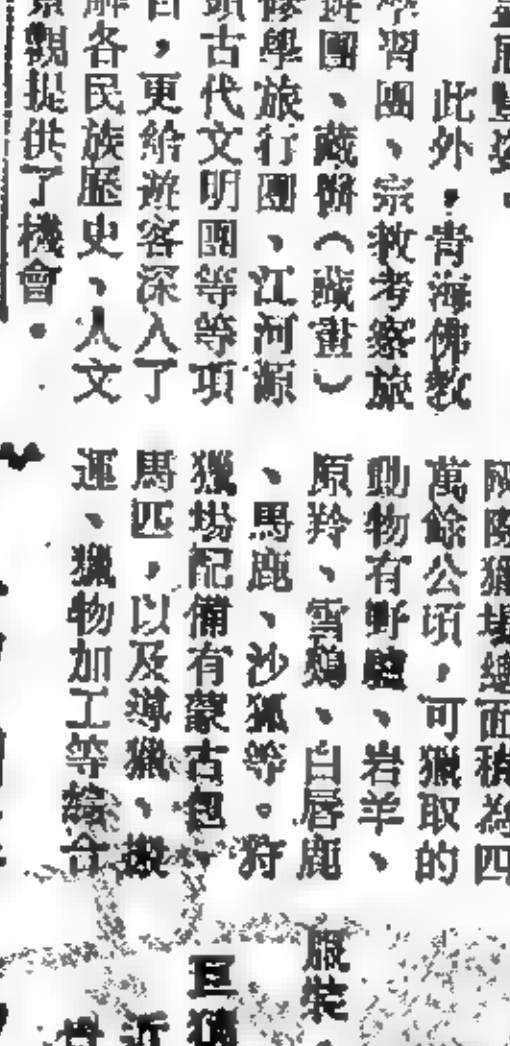 此外，青海佛教
學習團、宗教考察旅
遊團、藏醫（藏畫）
修學旅行團、江河源
頭古代文明團等等項
目，更給遊客深入了
解各民族歷史、人文
景觀提供了機會。
國際獵場總面積為四
萬餘公頃，可獵取的
動物有野驢、岩羊、
原羚、雪鷄、白唇鹿
、馬鹿、沙狐等。狩
獵場配備有蒙古包、
馬匹，以及導獵、搬
運、獵物加工等綜合
服裝